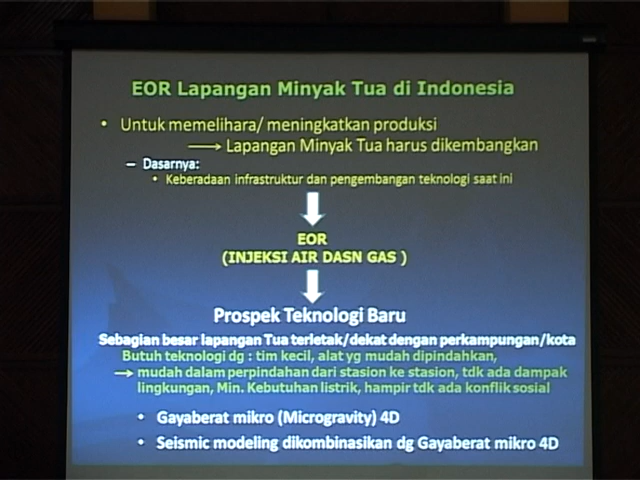 EOR Lapangan Minyak Tua di Indonesia
• Untuk memelihara/ meningkatkan produksi
→ Lapangan Minyak Tua harus dikembangkan
– Dasarnya:
• Keberadaan infrastruktur dan pengembangan teknologi saat ini
EOR
(INJEKSI AIR DASN GAS )
Prospek Teknologi Baru
Sebagian besar lapangan Tua terletak/dekat dengan perkampungan/kota
Butuh teknologi dg : tim kecil, alat yg mudah dipindahkan,
→ mudah dalam perpindahan dari stasion ke stasion, tdk ada dampak
lingkungan, Min. Kebutuhan listrik, hampir tdk ada konflik sosial
• Gayaberat mikro (Microgravity) 4D
• Seismic modeling dikombinasikan dg Gayaberat mikro 4D